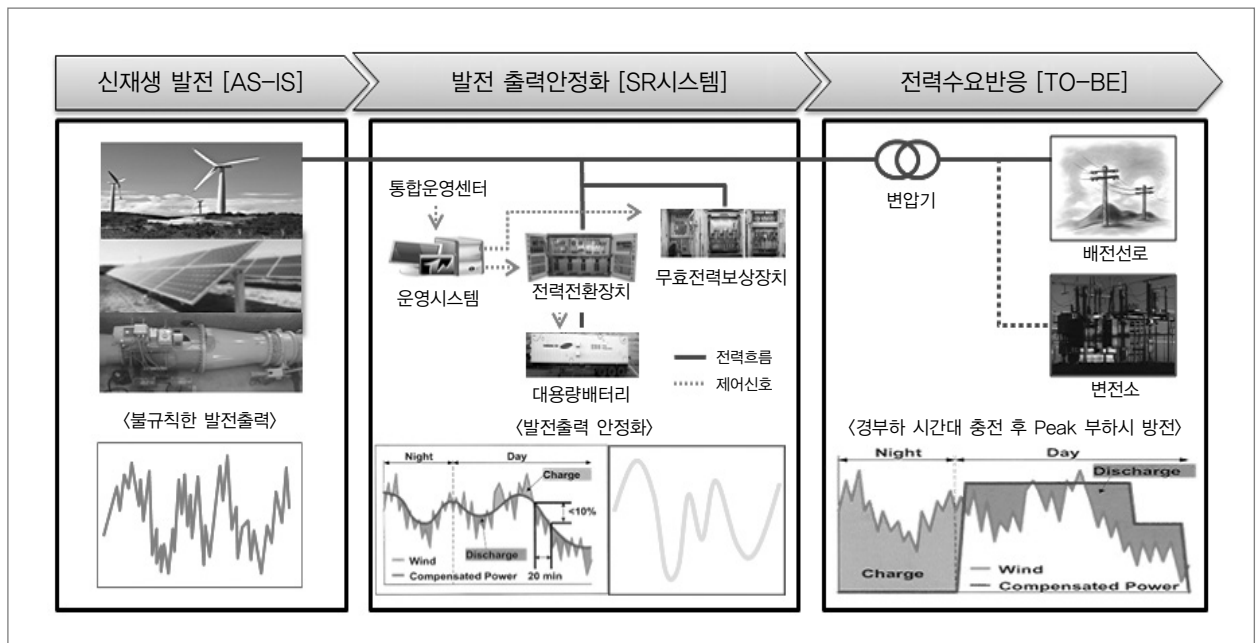 신재생 발전 [AS-IS]
발전 출력안정화 [SR시스템]
전력수요반응 [TO-BE]
통합운영센터
운영시스템
전력전환장치
무효전력보상장치
대용량배터리
전력흐름
제어신호
변압기
배전선로
변전소
〈불규칙한 발전출력〉
〈발전출력 안정화〉
Night
Day
Charge
<10%
Discharge
Wind
Compensated Power
20 min
〈경부하 시간대 충전 후 Peak 부하시 방전〉
Night
Day
Discharge
Charge
Wind
Compensated Power